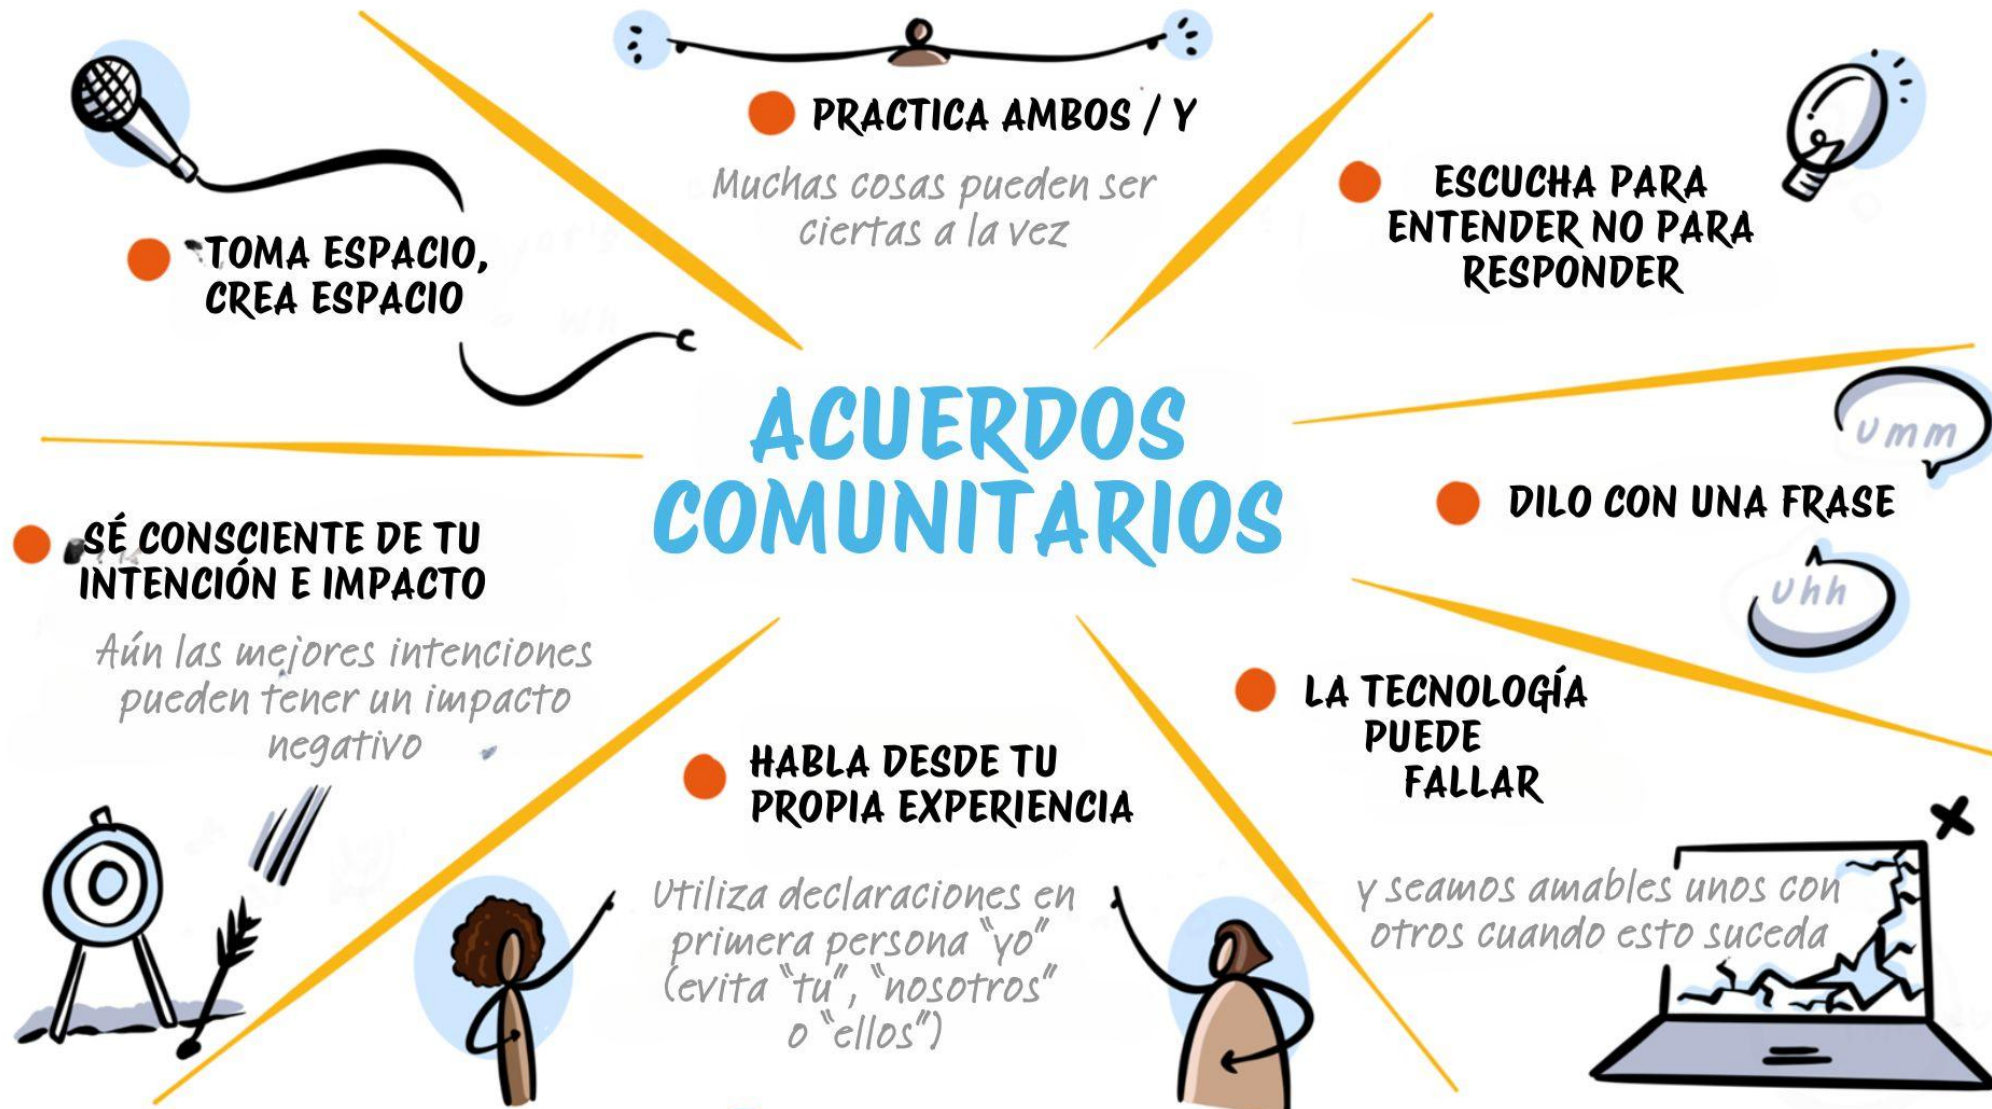 ACUERDOS
COMUNITARIOS
TOMA ESPACIO,
CREA ESPACIO
PRACTICA AMBOS / Y
Muchas cosas pueden ser
ciertas a la vez
ESCUCHA PARA
ENTENDER NO PARA
RESPONDER
umm
DILO CON UNA FRASE
uhh
LA TECNOLOGÍA
PUEDE
FALLAR
y seamos amables unos con
otros cuando esto suceda
HABLA DESDE TU
PROPIA EXPERIENCIA
Utiliza declaraciones en
primera persona "yo"
(evita "tu", "nosotros"
o "ellos")
SÉ CONSCIENTE DE TU
INTENCIÓN E IMPACTO
Aún las mejores intenciones
pueden tener un impacto
negativo